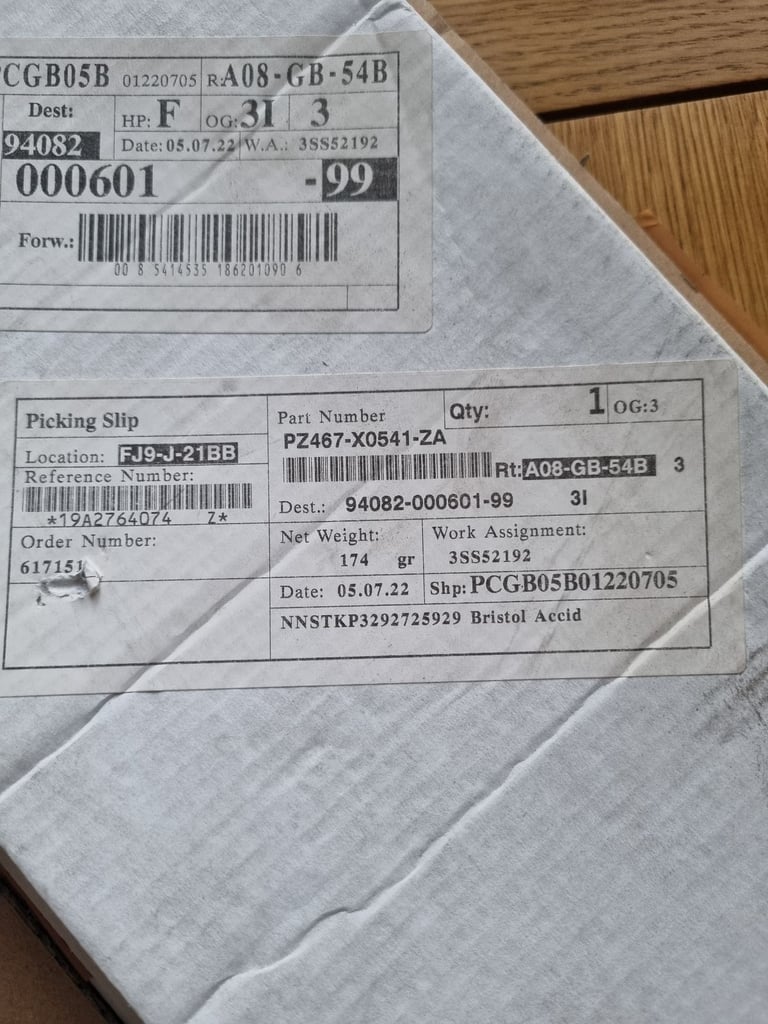 PCGB05B 01220705 R:A08-GB-54B
Dest: HP: F OG: 3I 3
94082 Date: 05.07.22 W.A.: 3SS52192
000601 -99
Forw.:
00 8 5414535 186201090 6
Picking Slip
Location: FJ9-J-21BB
Reference Number:
*19A2764074 Z*
Order Number:
617151
Part Number Qty: 1 OG:3
PZ467-X0541-ZA
Rt: A08-GB-54B 3
Dest.: 94082-000601-99 3I
Net Weight: Work Assignment:
174 gr 3SS52192
Date: 05.07.22 Shp: PCGB05B01220705
NNSTKP3292725929 Bristol Accid